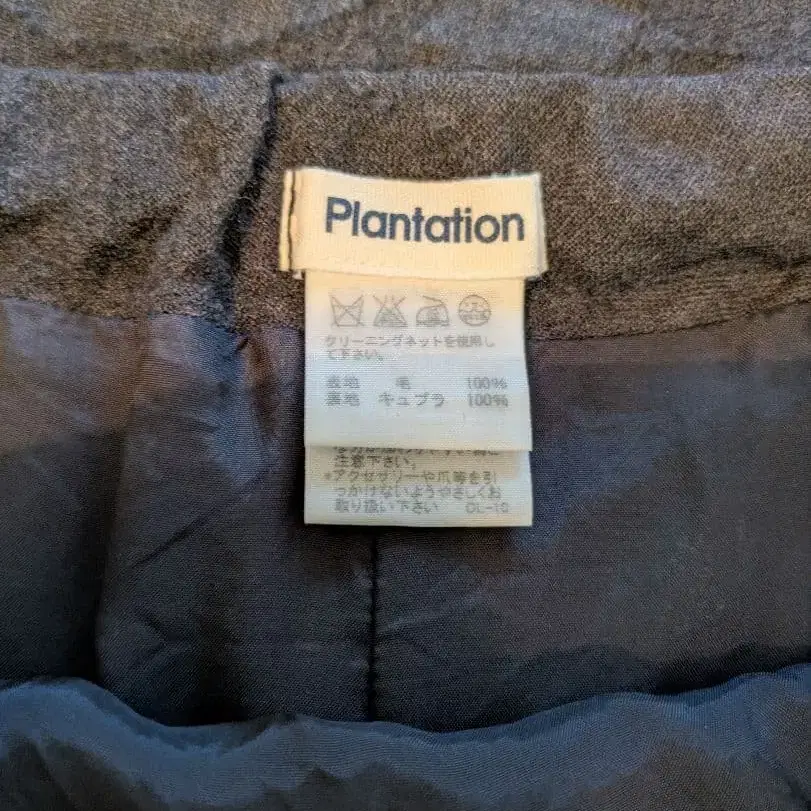 Plantation
クリーニングネットを使用し
て下さい。
表地 毛 100%
裏地 キュプラ 100%
注意下さい。
*アクセサリーや爪等を引
っかけないようやさしくお
取り扱い下さい CL-10